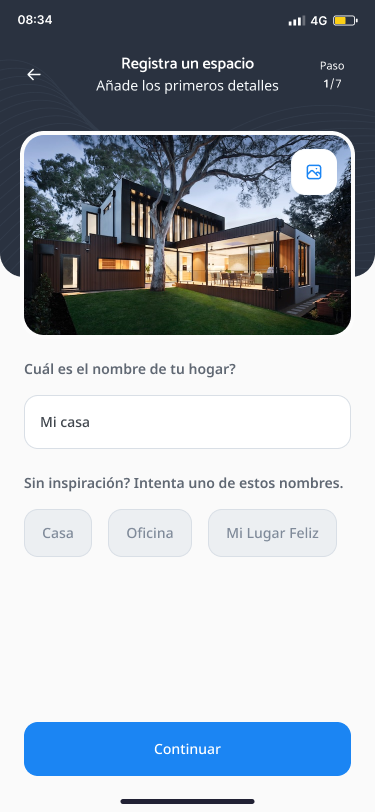 08:34
4G
Registra un espacio
Añade los primeros detalles
Paso
1/7
Cuál es el nombre de tu hogar?
Mi casa
Sin inspiración? Intenta uno de estos nombres.
Casa
Oficina
Mi Lugar Feliz
Continuar